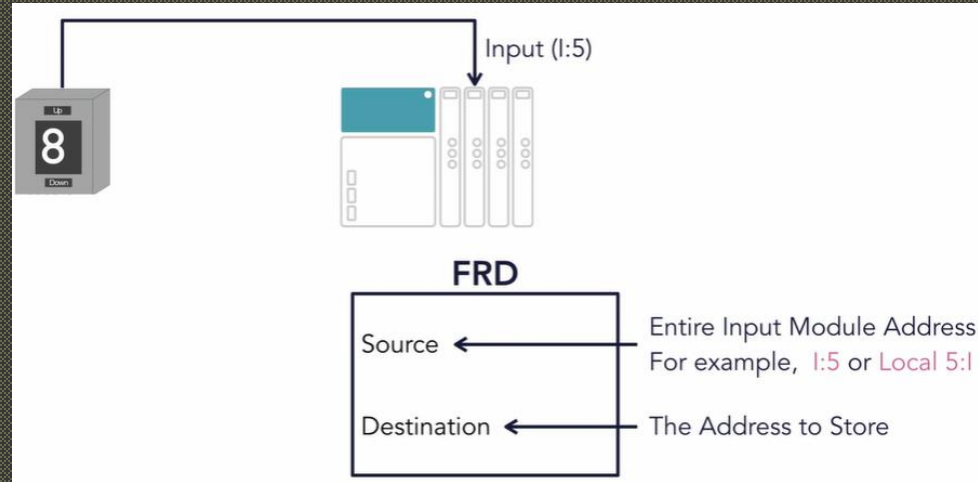 Input (I:5)
Up
8
Down
FRD
Source
Entire Input Module Address
For example, I:5 or Local 5:I
Destination
The Address to Store